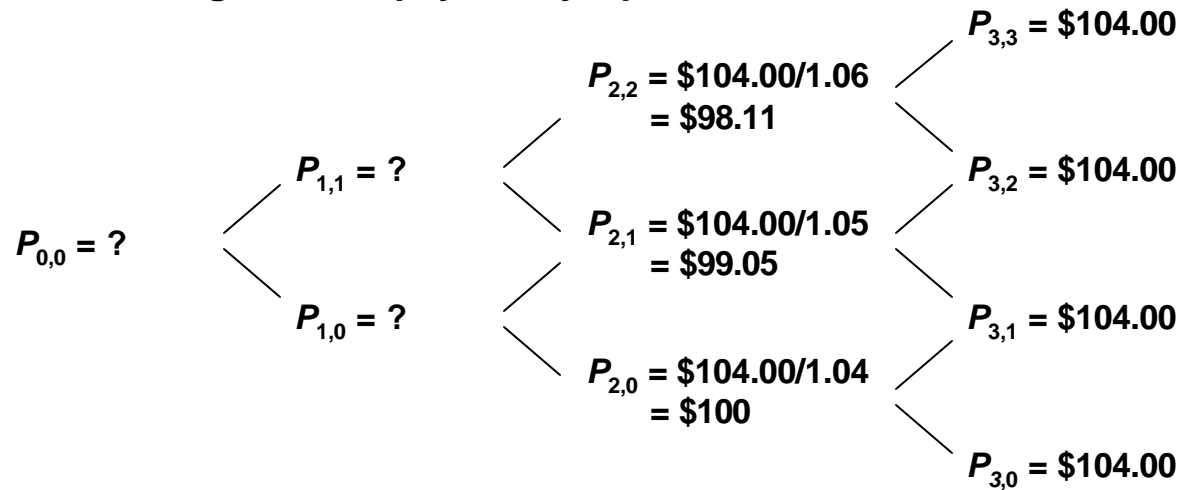 P3,3 = $104.00
P2,2 = $104.00/1.06
= $98.11
P1,1 = ?
P3,2 = $104.00
P0,0 = ?
P2,1 = $104.00/1.05
= $99.05
P1,0 = ?
P3,1 = $104.00
P2,0 = $104.00/1.04
= $100
P3,0 = $104.00